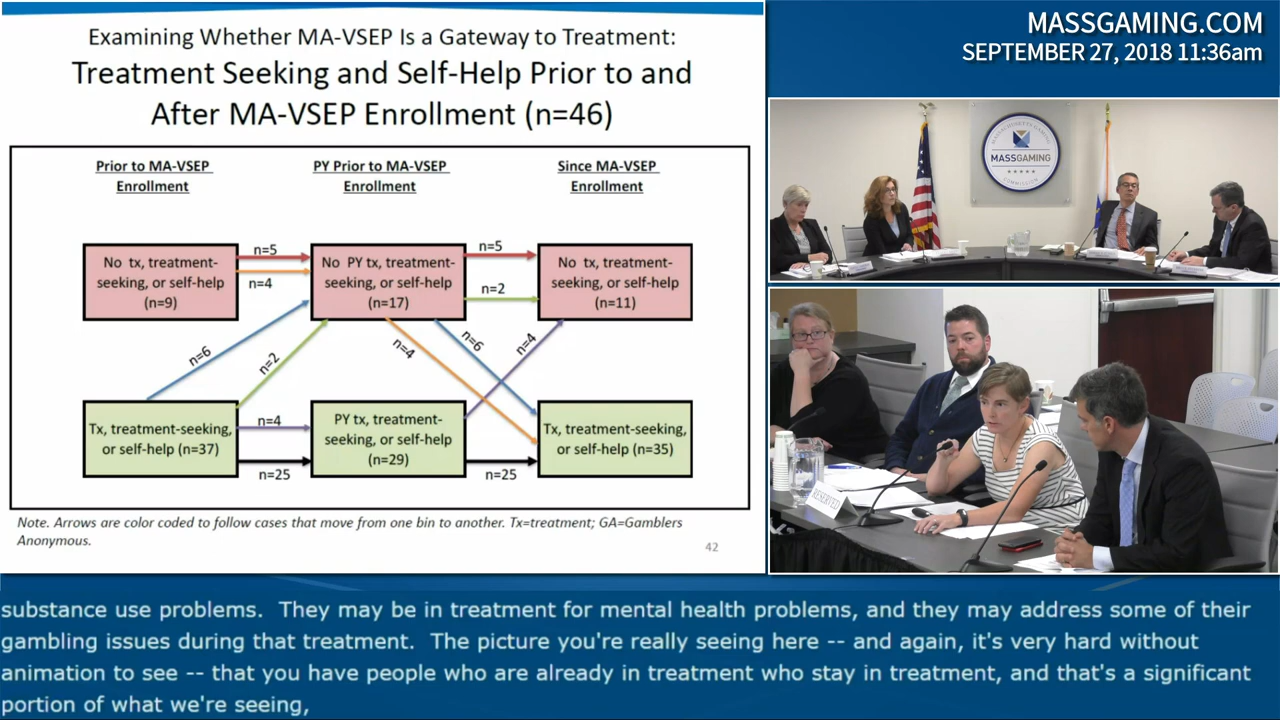 Examining Whether MA-VSEP Is a Gateway to Treatment:
Treatment Seeking and Self-Help Prior to and
After MA-VSEP Enrollment (n=46)
Prior to MA-VSEP
Enrollment
PY Prior to MA-VSEP
Enrollment
Since MA-VSEP
Enrollment
No tx, treatment-
seeking, or self-help
(n=9)
n=5
n=4
No PY tx, treatment-
seeking, or self-help
(n=17)
n=5
n=2
No tx, treatment-
seeking, or self-help
(n=11)
n=6
n=2
n=4
n=6
n=4
Tx, treatment-seeking,
or self-help (n=37)
n=4
n=25
PY tx, treatment-
seeking, or self-help
(n=29)
n=25
Tx, treatment-seeking,
or self-help (n=35)
Note. Arrows are color coded to follow cases that move from one bin to another. Tx=treatment; GA=Gamblers
Anonymous.
42
MASSGAMING.COM
SEPTEMBER 27, 2018 11:36am
MASSACHUSETTS GAMING
MASSGAMING
COMMISSION
RESERVED
substance use problems. They may be in treatment for mental health problems, and they may address some of their
gambling issues during that treatment. The picture you're really seeing here -- and again, it's very hard without
animation to see -- that you have people who are already in treatment who stay in treatment, and that's a significant
portion of what we're seeing,